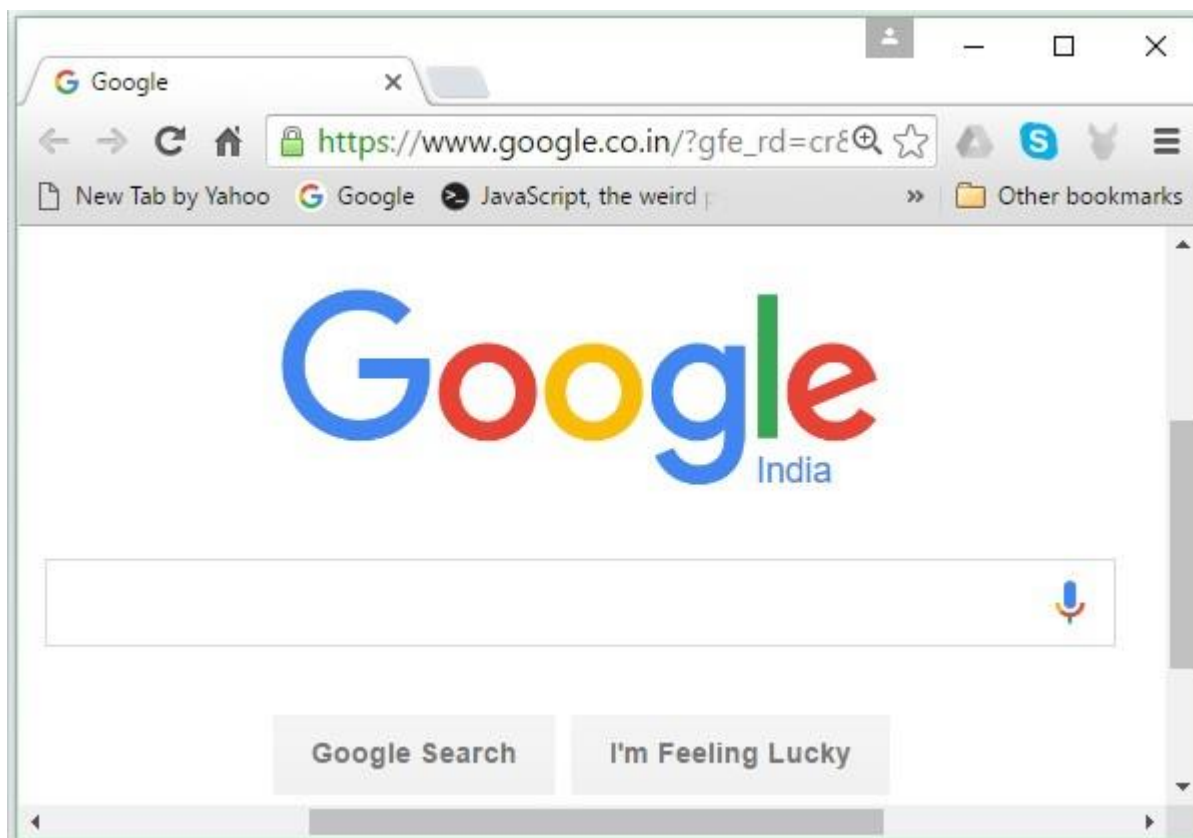 Google
https://www.google.co.in/?gfe_rd=cr&
New Tab by Yahoo Google JavaScript, the weird Other bookmarks
Google
India
Google Search I'm Feeling Lucky